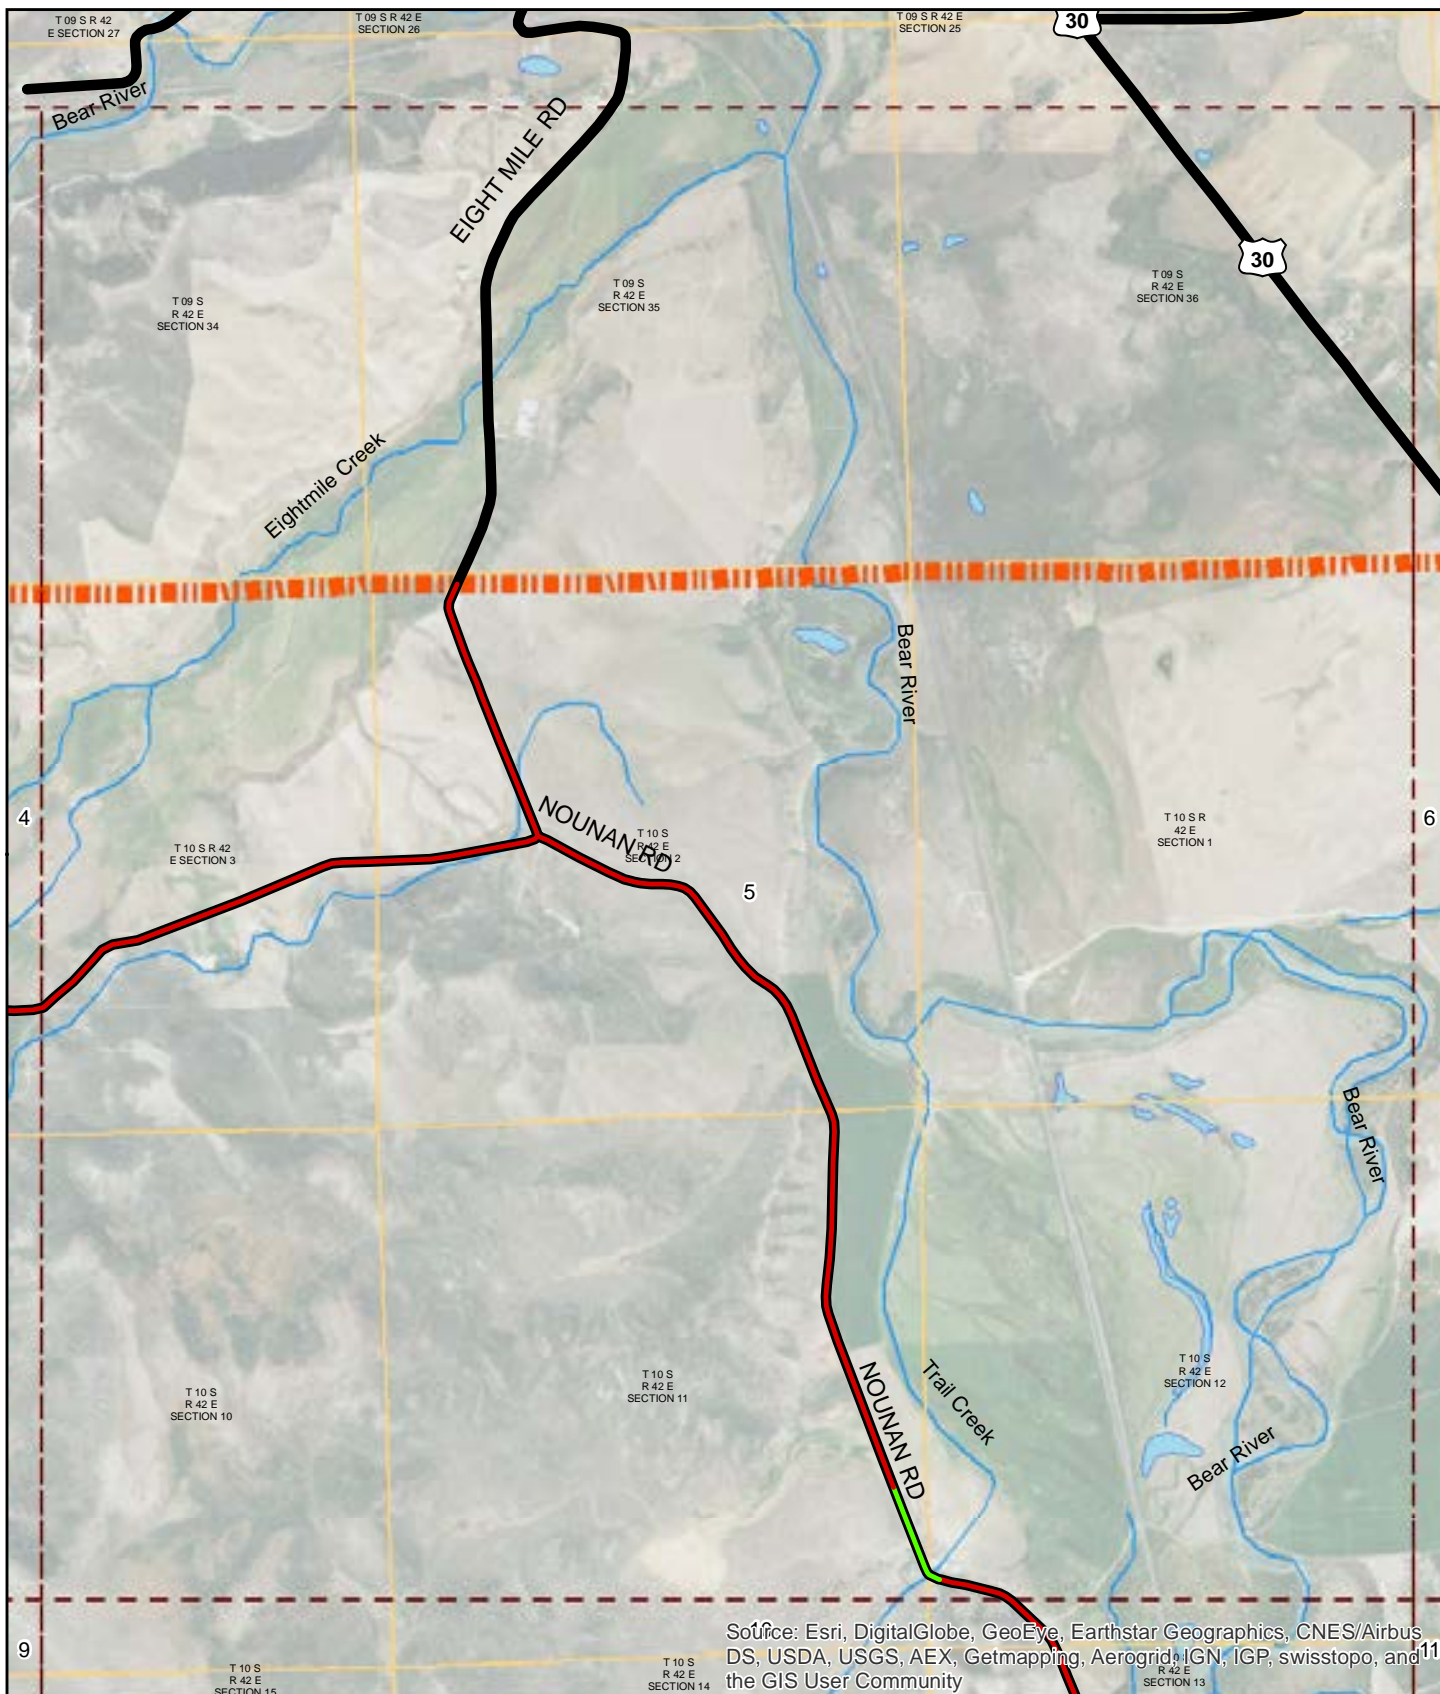 T 09 S R 42
E SECTION 27
T 09 S R 42 E
SECTION 26
T 09 S R 42 E
SECTION 25
30
Bear River
EIGHT MILE RD
30
T 09 S
R 42 E
SECTION 34
T 09 S
R 42 E
SECTION 35
T 09 S
R 42 E
SECTION 36
Eightmile Creek
Bear River
4
NOUNAN RD
T 10 S
R 42 E
SECTION 2
T 10 S R
42 E
SECTION 1
6
T 10 S R 42
E SECTION 3
5
Bear River
NOUNAN RD
Trail Creek
T 10 S
R 42 E
SECTION 12
T 10 S
R 42 E
SECTION 11
T 10 S
R 42 E
SECTION 10
Bear River
9
10
11
Source: Esri, DigitalGlobe, GeoEye, Earthstar Geographics, CNES/Airbus
DS, USDA, USGS, AEX, Getmapping, Aerogrid, IGN, IGP, swisstopo, and
the GIS User Community
T 10 S
R 42 E
SECTION 15
T 10 S
R 42 E
SECTION 14
R 42 E
SECTION 13